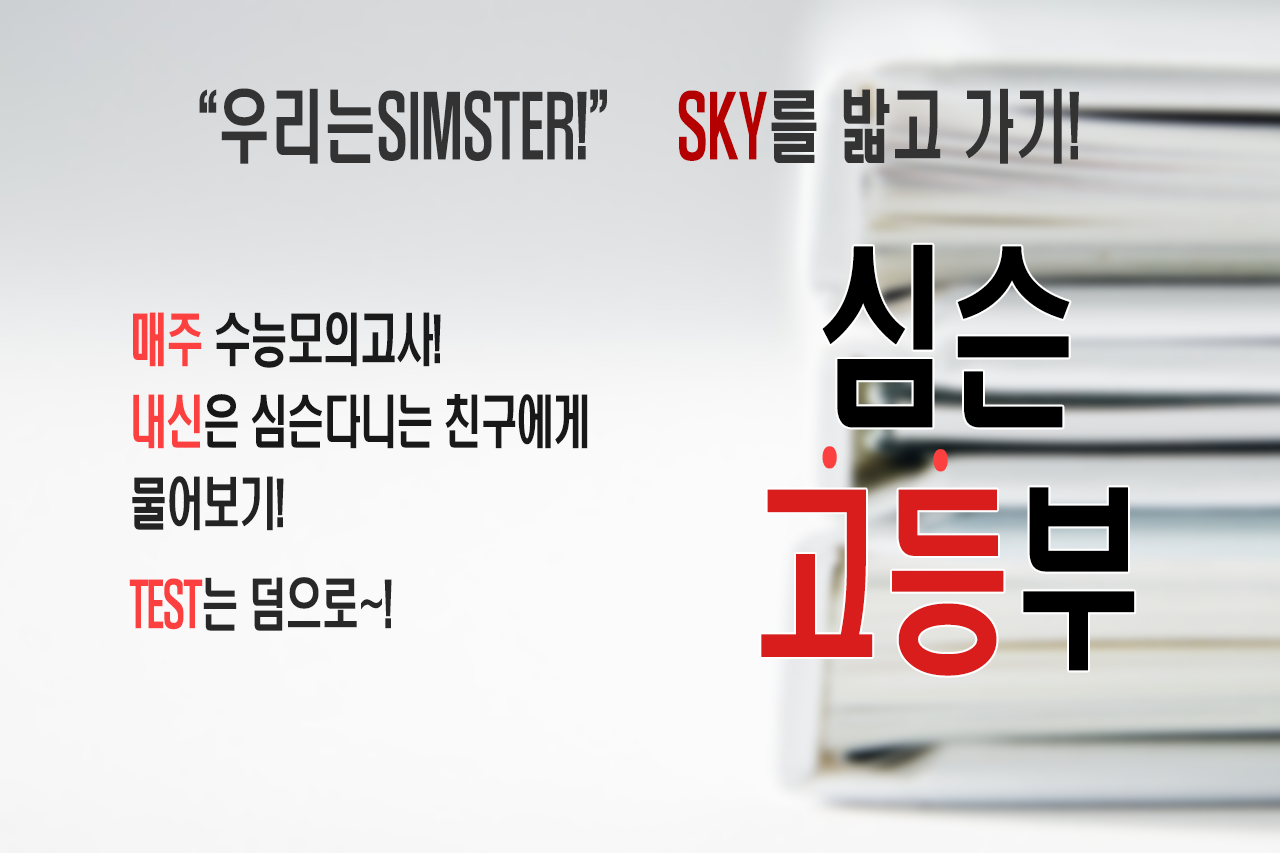 “우리는SIMSTER!” SKY를 밟고 가기!
심슨
고등부
매주 수능모의고사!
내신은 심슨다니는 친구에게
물어보기!
TEST는 덤으로~!